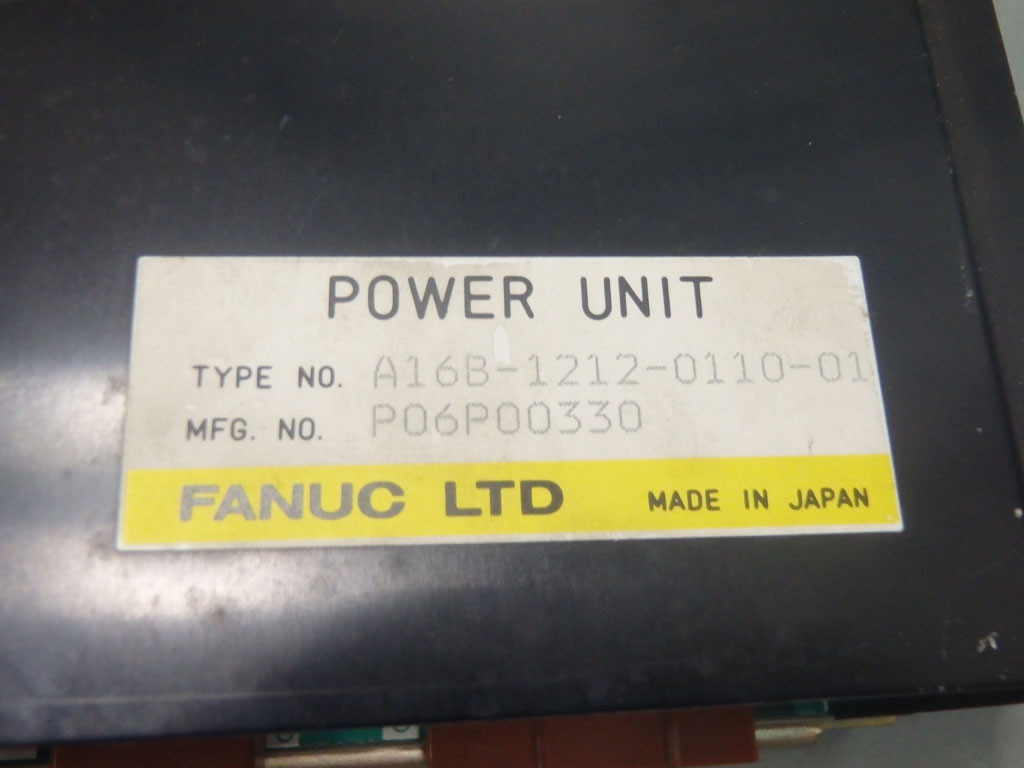 POWER UNIT
TYPE NO. A16B-1212-0110-01
MFG. NO. P06P00330
FANUC LTD MADE IN JAPAN